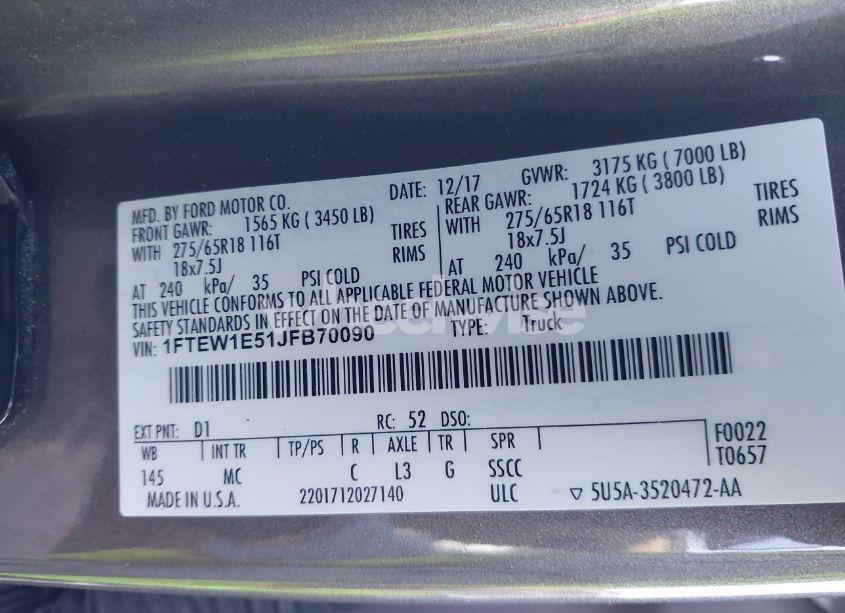 MFD. BY FORD MOTOR CO. DATE: 12/17 GVWR: 3175 KG ( 7000 LB)
FRONT GAWR: 1565 KG ( 3450 LB) REAR GAWR: 1724 KG ( 3800 LB)
WITH 275/65R18 116T TIRES WITH 275/65R18 116T TIRES
18x7.5J RIMS 18x7.5J RIMS
AT 240 kPa/ 35 PSI COLD AT 240 kPa/ 35 PSI COLD
THIS VEHICLE CONFORMS TO ALL APPLICABLE FEDERAL MOTOR VEHICLE
SAFETY STANDARDS IN EFFECT ON THE DATE OF MANUFACTURE SHOWN ABOVE.
VIN: 1FTEW1E51JFB70090 TYPE: Truck
EXT PNT: D1 RC: 52 DSO:
WB INT TR TP/PS R AXLE TR SPR F0022
145 MC C L3 G SSCC T0657
MADE IN U.S.A. 2201712027140 ULC ▽ 5U5A-3520472-AA